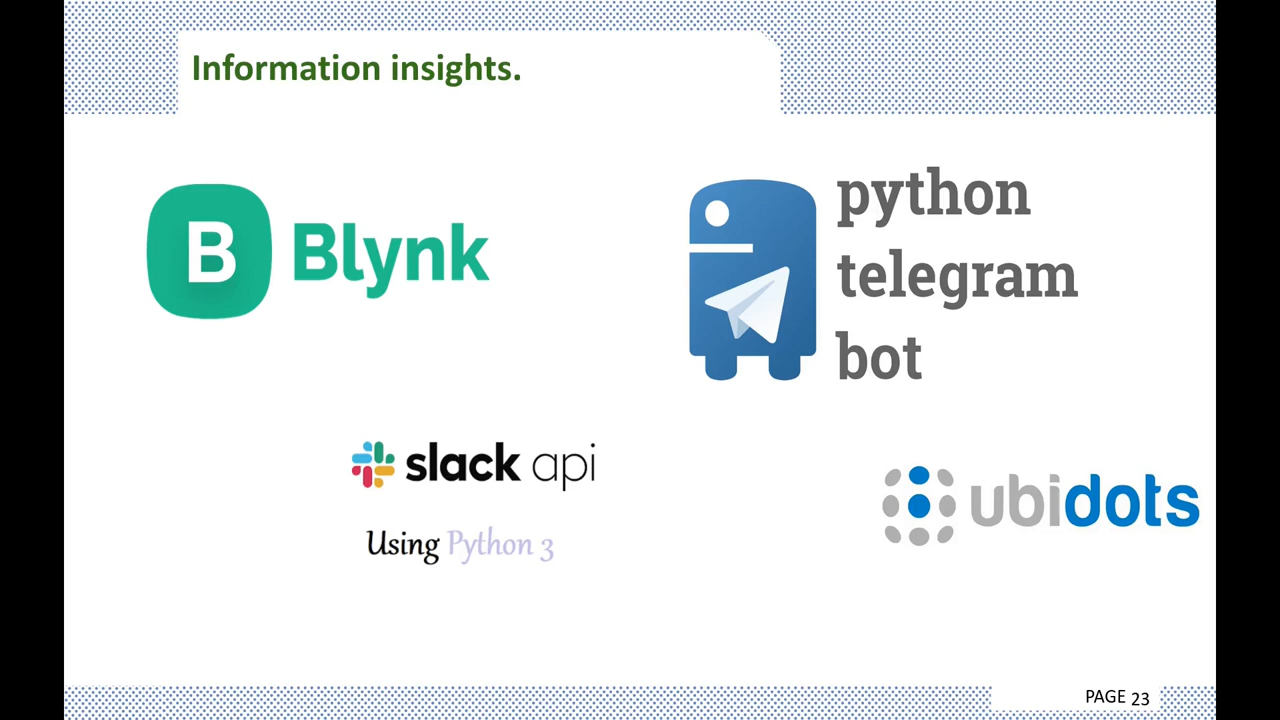 Information insights.
B Blynk
python
telegram
bot
slack api
Using Python 3
ubidots
PAGE 23